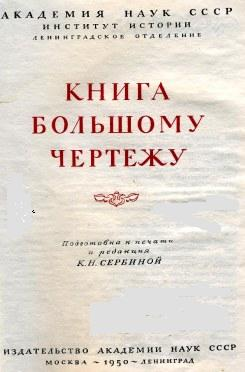 АКАДЕМИЯ НАУК СССР
ИНСТИТУТ ИСТОРИИ
ЛЕНИНГРАДСКОЕ ОТДЕЛЕНИЕ
КНИГА
БОЛЬШОМУ
ЧЕРТЕЖУ
Подготовка к печати
и редакция
К.Н. СЕРБИНОЙ
ИЗДАТЕЛЬСТВО АКАДЕМИИ НАУК СССР
МОСКВА ~ 1950 ~ ЛЕНИНГРАД